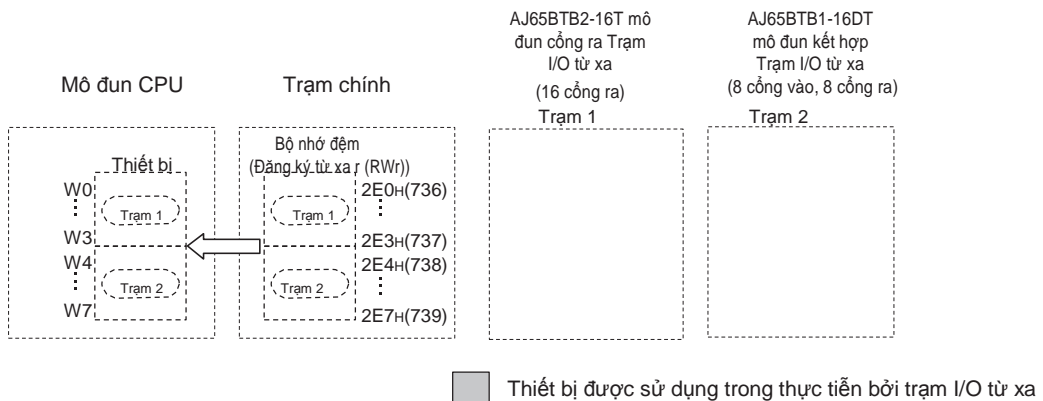 AJ65BTB2-16T mô
đun cổng ra Trạm
I/O từ xa
(16 cổng ra)
Trạm 1
AJ65BTB1-16DT
mô đun kết hợp
Trạm I/O từ xa
(8 cổng vào, 8 cổng ra)
Trạm 2
Mô đun CPU
Trạm chính
Thiết bị
Bộ nhớ đệm
(Đăng ký từ xa r (RWr))
W0
Trạm 1
W3
W4
Trạm 2
W7
Trạm 1
2E0H(736)
2E3H(737)
Trạm 2
2E4H(738)
2E7H(739)
Thiết bị được sử dụng trong thực tiễn bởi trạm I/O từ xa